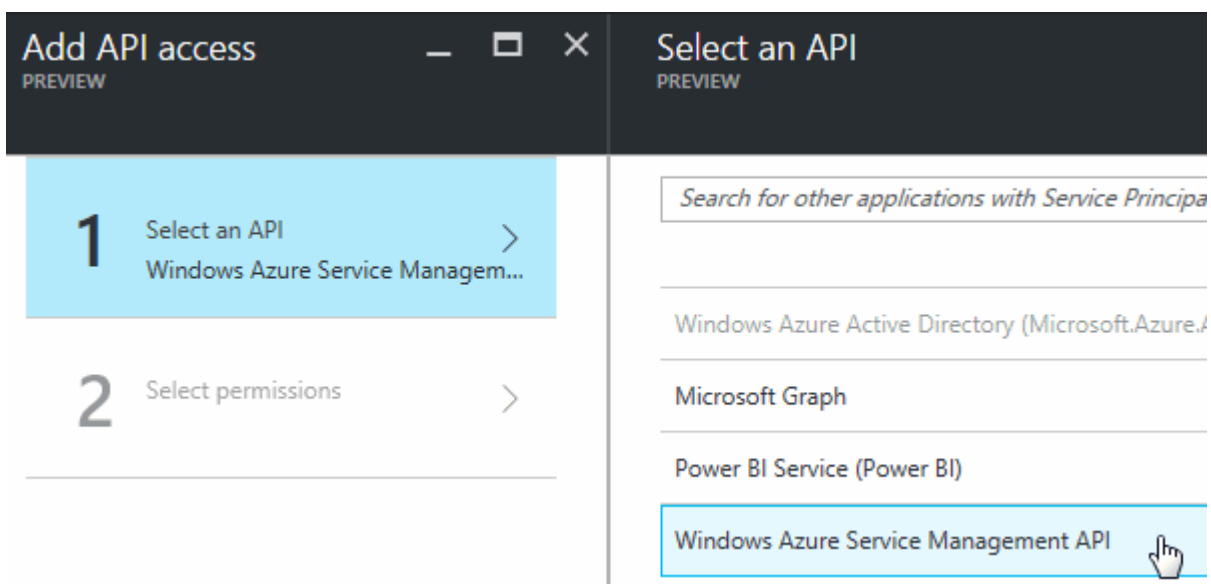 Add API access
PREVIEW
1
Select an API
Windows Azure Service Managem...
2
Select permissions
Select an API
PREVIEW
Search for other applications with Service Principa
Windows Azure Active Directory (Microsoft.Azure.A
Microsoft Graph
Power BI Service (Power BI)
Windows Azure Service Management API